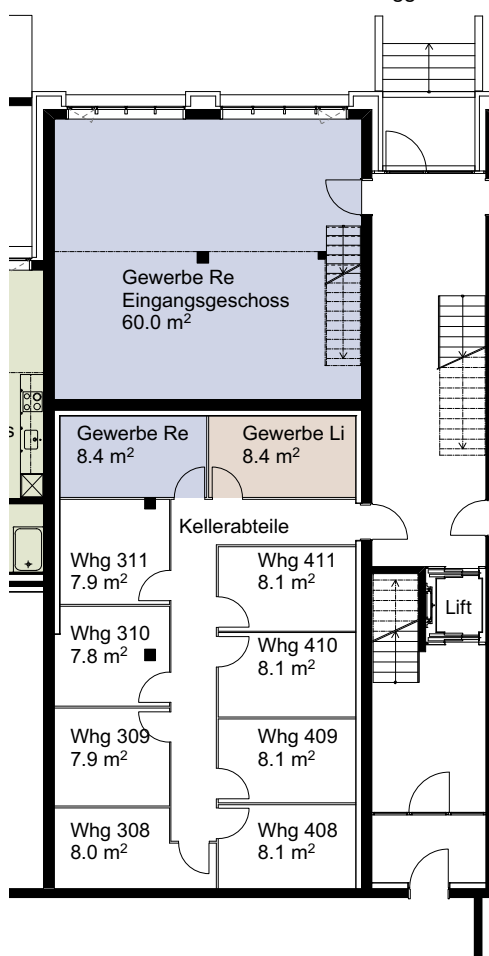 Gewerbe Re
Eingangsgeschoss
60.0 m²
Gewerbe Re
8.4 m²
Gewerbe Li
8.4 m²
Kellerabteile
Whg 311
7.9 m²
Whg 411
8.1 m²
Lift
Whg 310
7.8 m²
Whg 410
8.1 m²
Whg 309
7.9 m²
Whg 409
8.1 m²
Whg 308
8.0 m²
Whg 408
8.1 m²